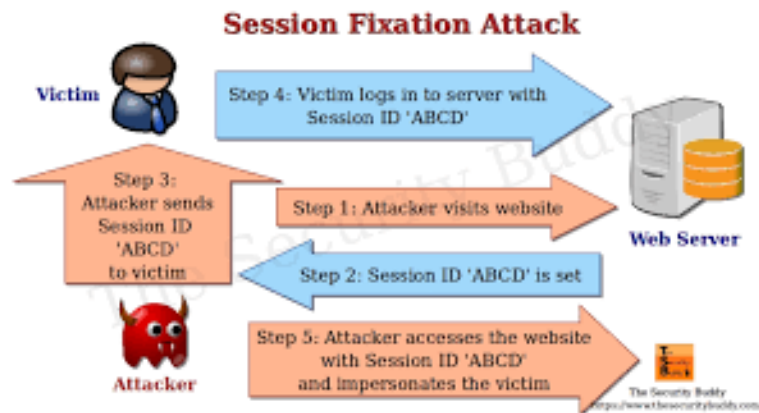 Session Fixation Attack
Victim
Step 4: Victim logs in to server with
Session ID 'ABCD'
Step 3:
Attacker sends
Session ID
'ABCD'
to victim
Step 1: Attacker visits website
Web Server
Step 2: Session ID 'ABCD' is set
Attacker
Step 5: Attacker accesses the website
with Session ID 'ABCD'
and impersonates the victim
The Security Buddy
The Security Buddy
https://www.thesecuritybuddy.com